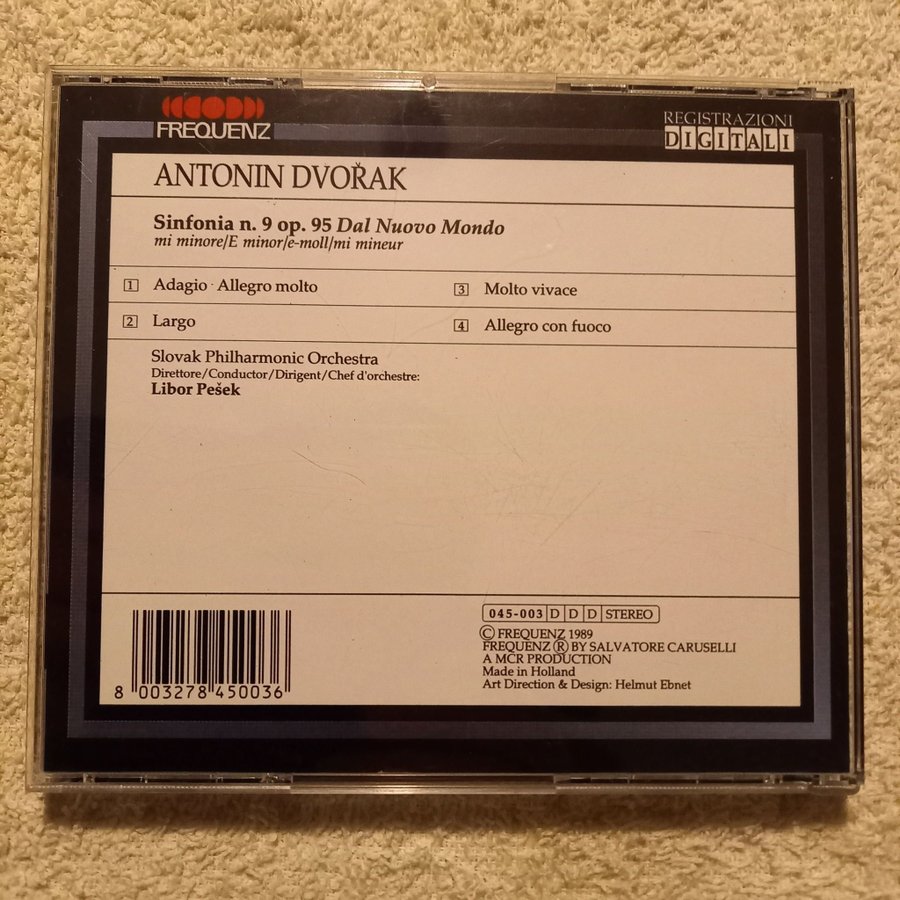 FREQUENZ
REGISTRAZIONI
DIGITALI
ANTONIN DVOŘAK
Sinfonia n. 9 op. 95 Dal Nuovo Mondo
mi minore/E minor/e-moll/mi mineur
1 Adagio · Allegro molto
2 Largo
3 Molto vivace
4 Allegro con fuoco
Slovak Philharmonic Orchestra
Direttore/Conductor/Dirigent/Chef d'orchestre:
Libor Pešek
8 003278 450036
045-003 D D D STEREO
© FREQUENZ 1989
FREQUENZ ® BY SALVATORE CARUSELLI
A MCR PRODUCTION
Made in Holland
Art Direction & Design: Helmut Ebnet